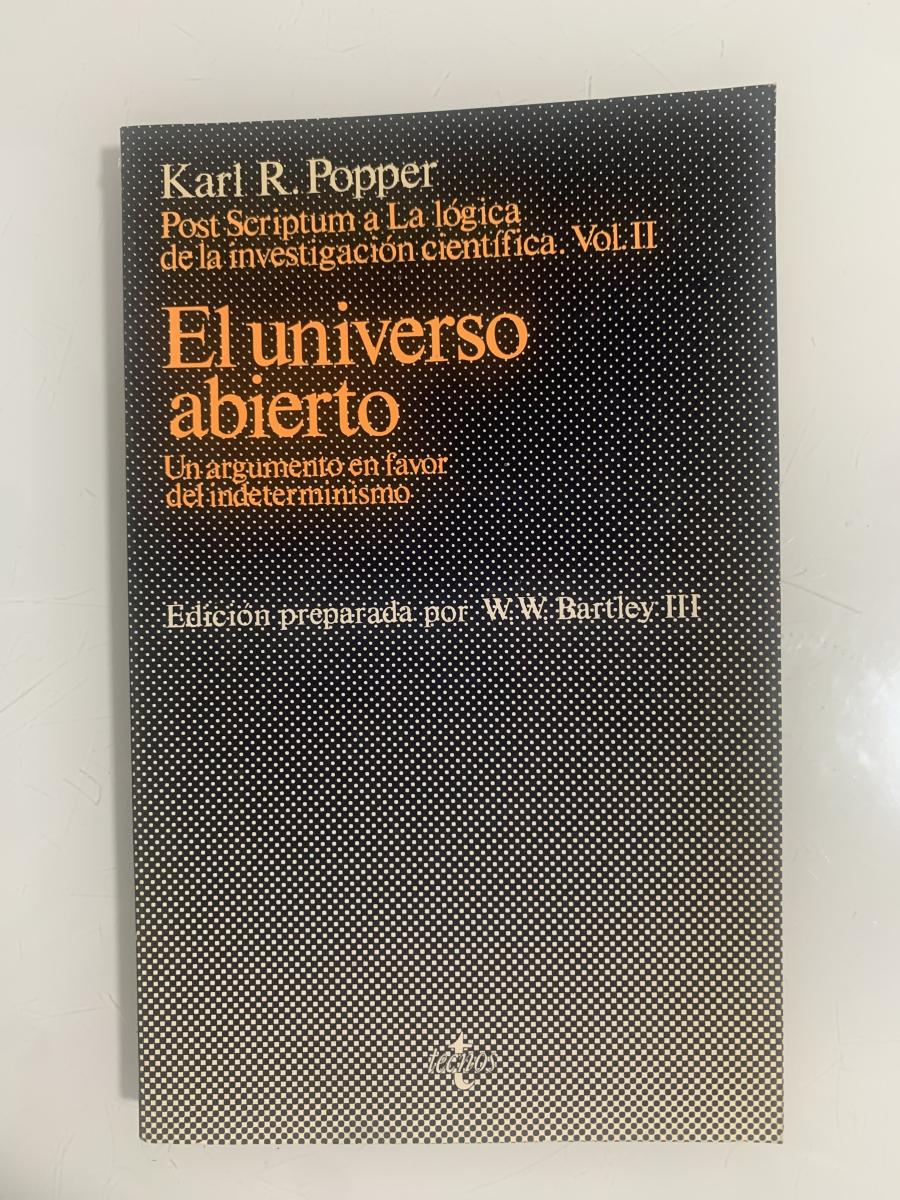 Karl R. Popper
Post Scriptum a La lógica
de la investigación científica. Vol. II
El universo
abierto
Un argumento en favor
del indeterminismo
Edición preparada por W. W. Bartley III
tecnos